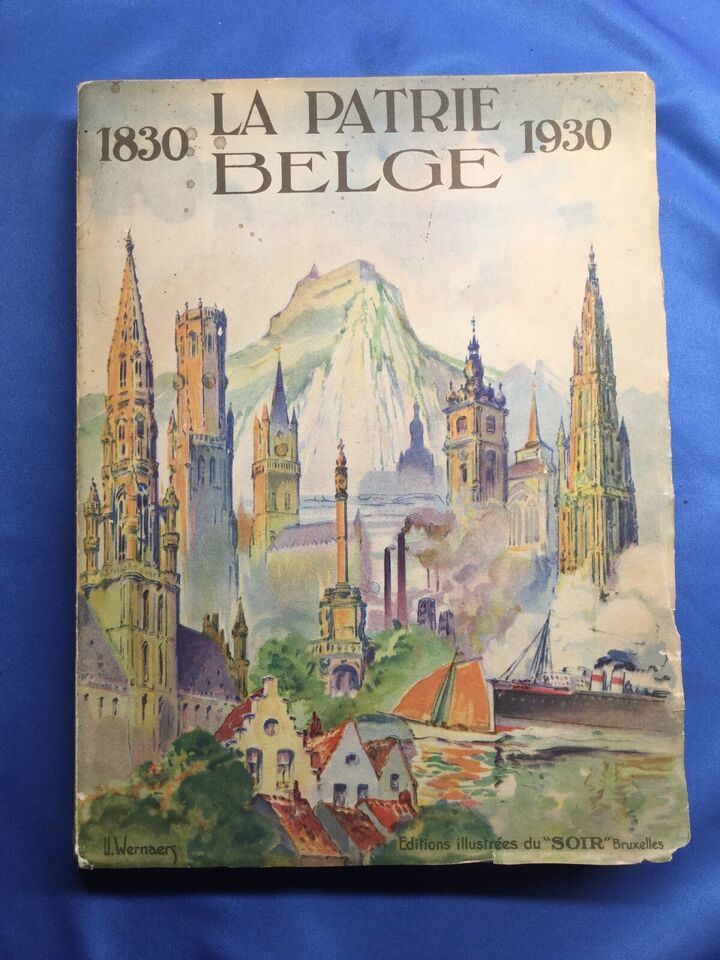 1830 LA PATRIE 1930
BELGE
U. Wernaers
Editions illustrées du "SOIR" Bruxelles